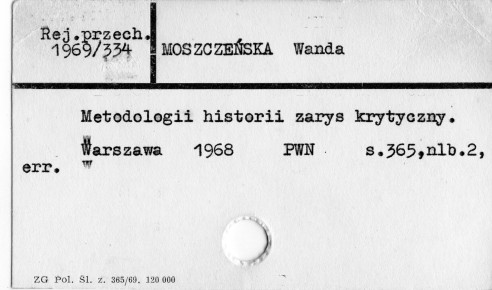 Rej.przech.
1969/334
MOSZCZEŃSKA Wanda
Metodologii historii zarys krytyczny.
Warszawa 1968 PWN s.365,nlb.2,
err.
ZG Pol. Śl. z. 365/69. 120 000